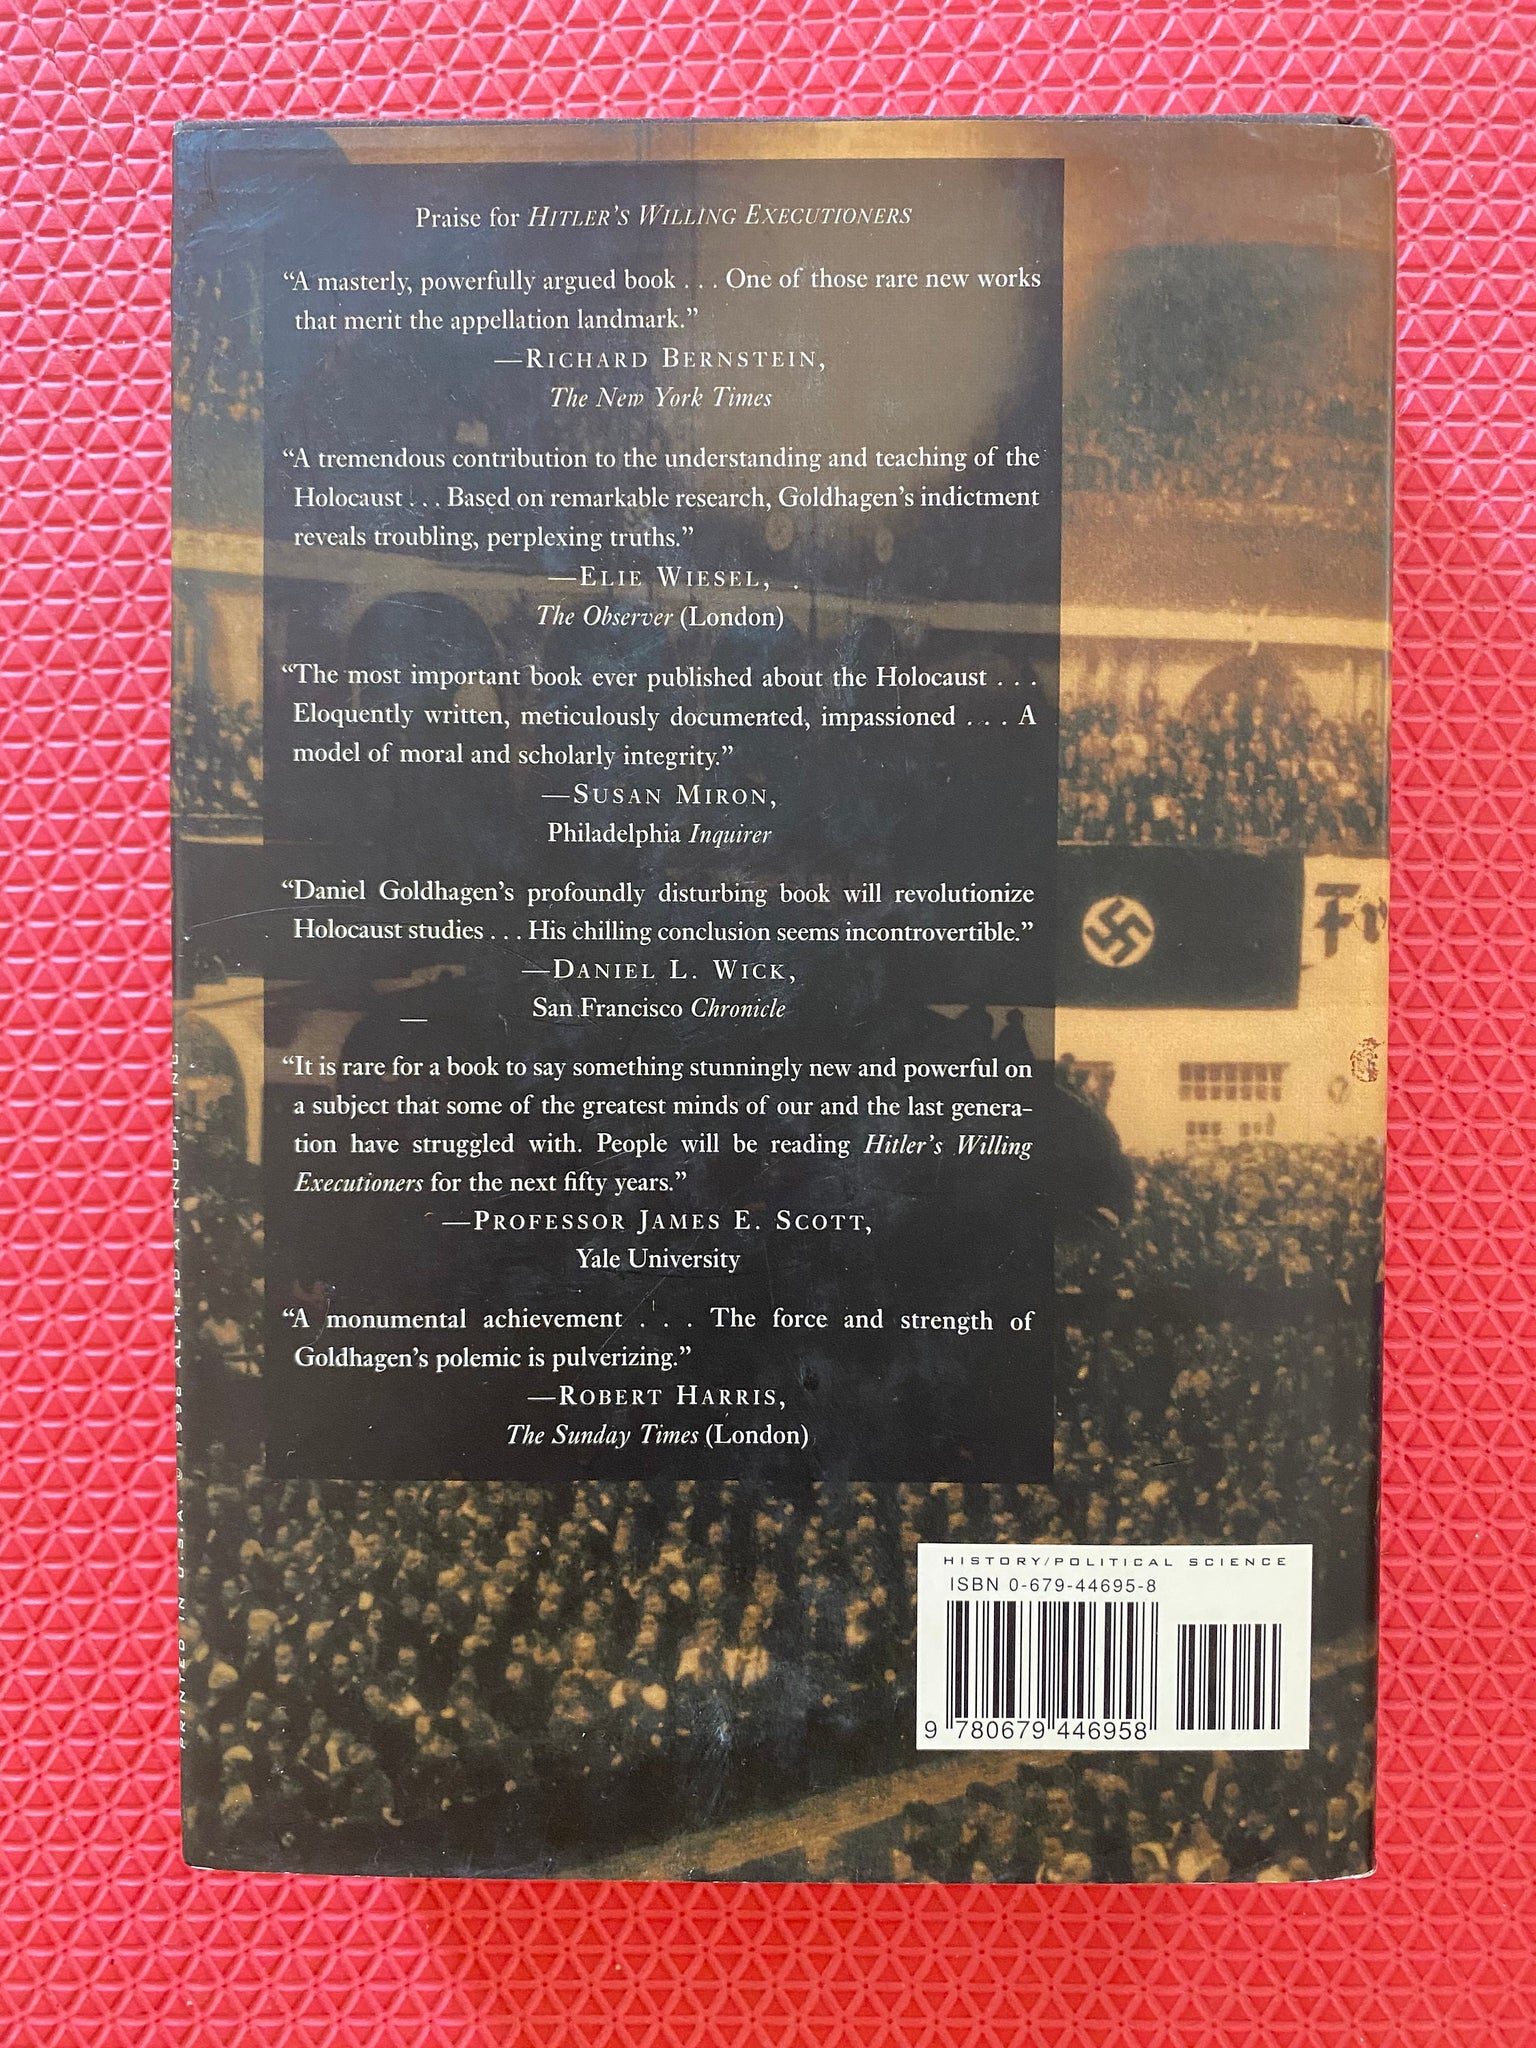 Praise for HITLER'S WILLING EXECUTIONERS
“A masterly, powerfully argued book . . . One of those rare new works
that merit the appellation landmark.”
—RICHARD BERNSTEIN,
The New York Times
“A tremendous contribution to the understanding and teaching of the
Holocaust . . . Based on remarkable research, Goldhagen’s indictment
reveals troubling, perplexing truths.”
—ELIE WIESEL,
The Observer (London)
“The most important book ever published about the Holocaust . . .
Eloquently written, meticulously documented, impassioned . . . A
model of moral and scholarly integrity.”
—SUSAN MIRON,
Philadelphia Inquirer
“Daniel Goldhagen’s profoundly disturbing book will revolutionize
Holocaust studies . . . His chilling conclusion seems incontrovertible.”
—DANIEL L. WICK,
San Francisco Chronicle
“It is rare for a book to say something stunningly new and powerful on
a subject that some of the greatest minds of our and the last genera-
tion have struggled with. People will be reading Hitler’s Willing
Executioners for the next fifty years.”
—PROFESSOR JAMES E. SCOTT,
Yale University
“A monumental achievement . . . The force and strength of
Goldhagen’s polemic is pulverizing.”
—ROBERT HARRIS,
The Sunday Times (London)
Fr
HISTORY/POLITICAL SCIENCE
ISBN 0-679-44695-8
9 780679 446958
PRINTED IN U.S.A. © 1996 ALFRED A. KNOPF, INC.